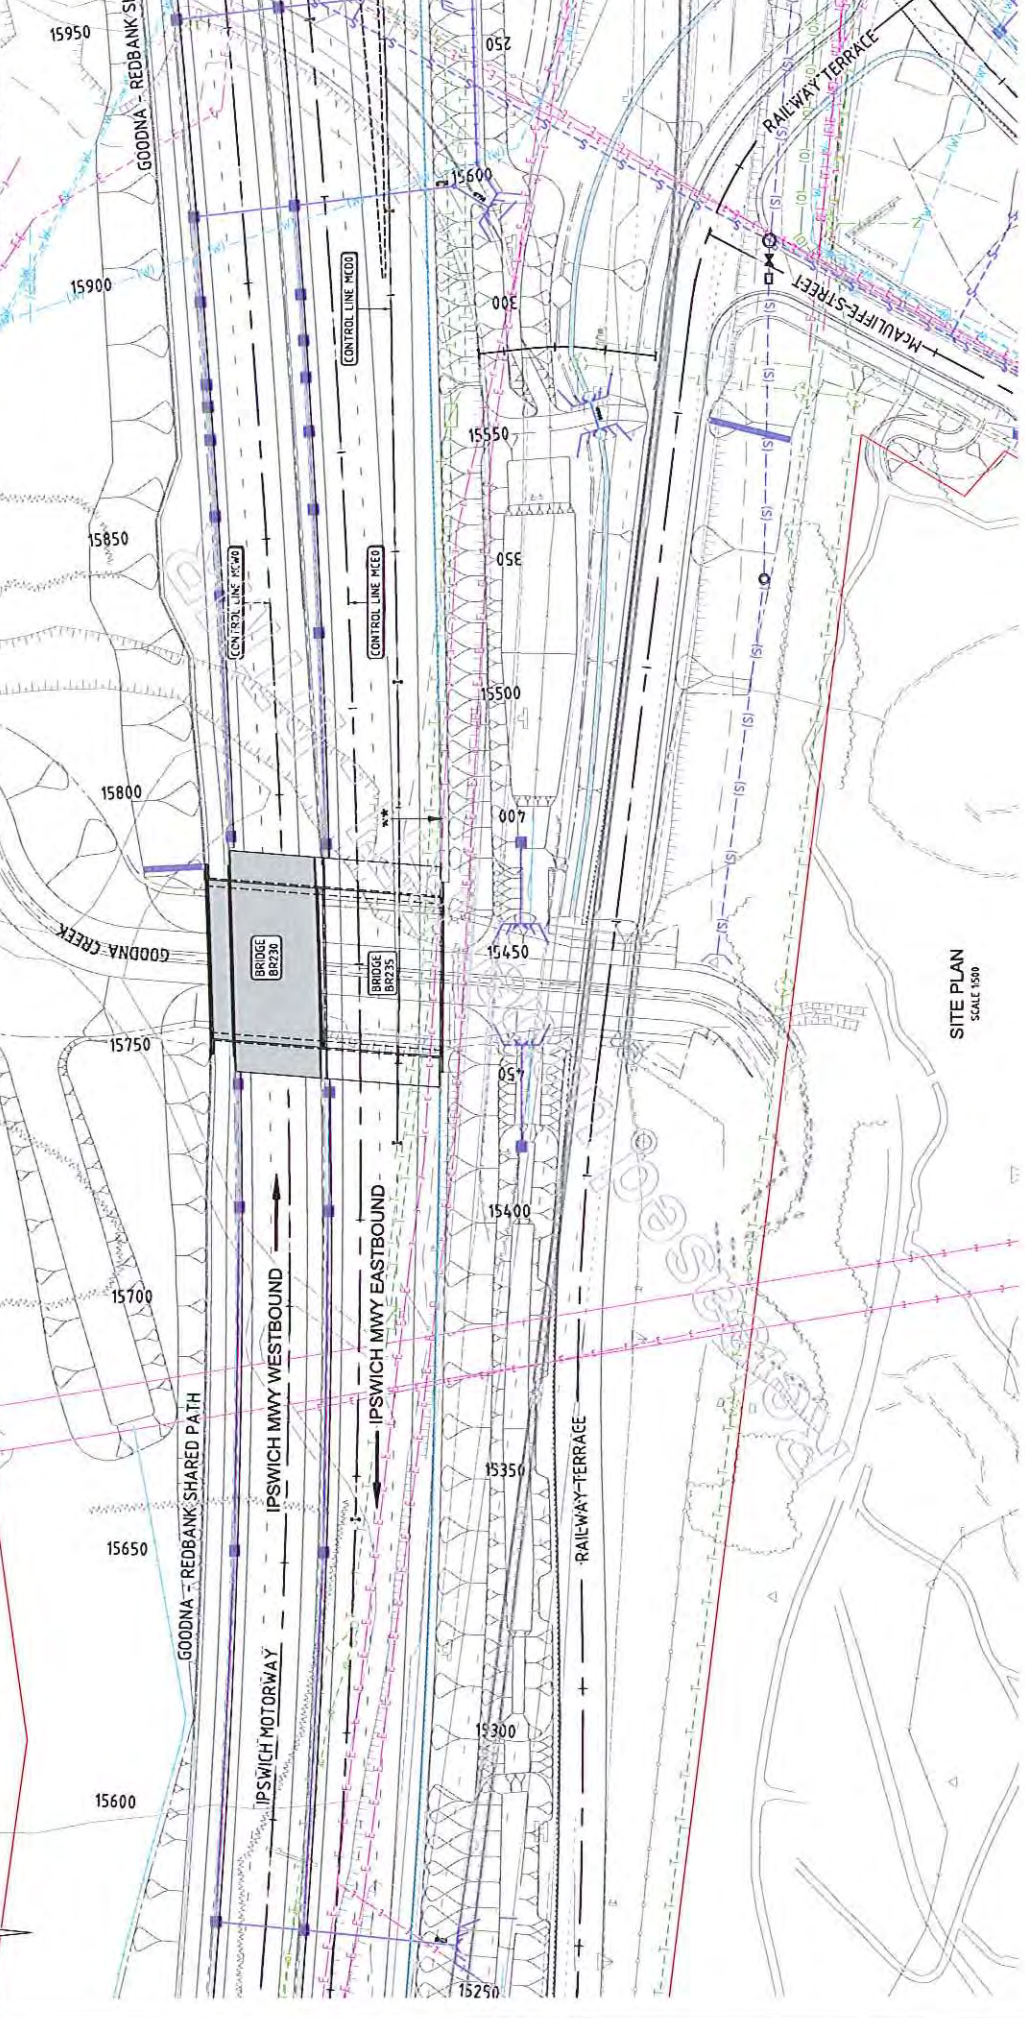 15950
GOODNA - REDBANK S
250
RAILWAY TERRACE
15600
15900
CONTROL LINE MCD0
300
McAULIFFE STREET
15550
15850
CONTROL LINE MCW0
CONTROL LINE MCE0
350
15500
15800
**
400
GOODNA CREEK
BRIDGE
BR230
BRIDGE
BR235
15450
15750
450
SITE PLAN
SCALE 1:500
15400
15700
IPSWICH MWY WESTBOUND
IPSWICH MWY EASTBOUND
GOODNA - REDBANK SHARED PATH
15350
RAILWAY TERRACE
15650
IPSWICH MOTORWAY
15300
15600
15250